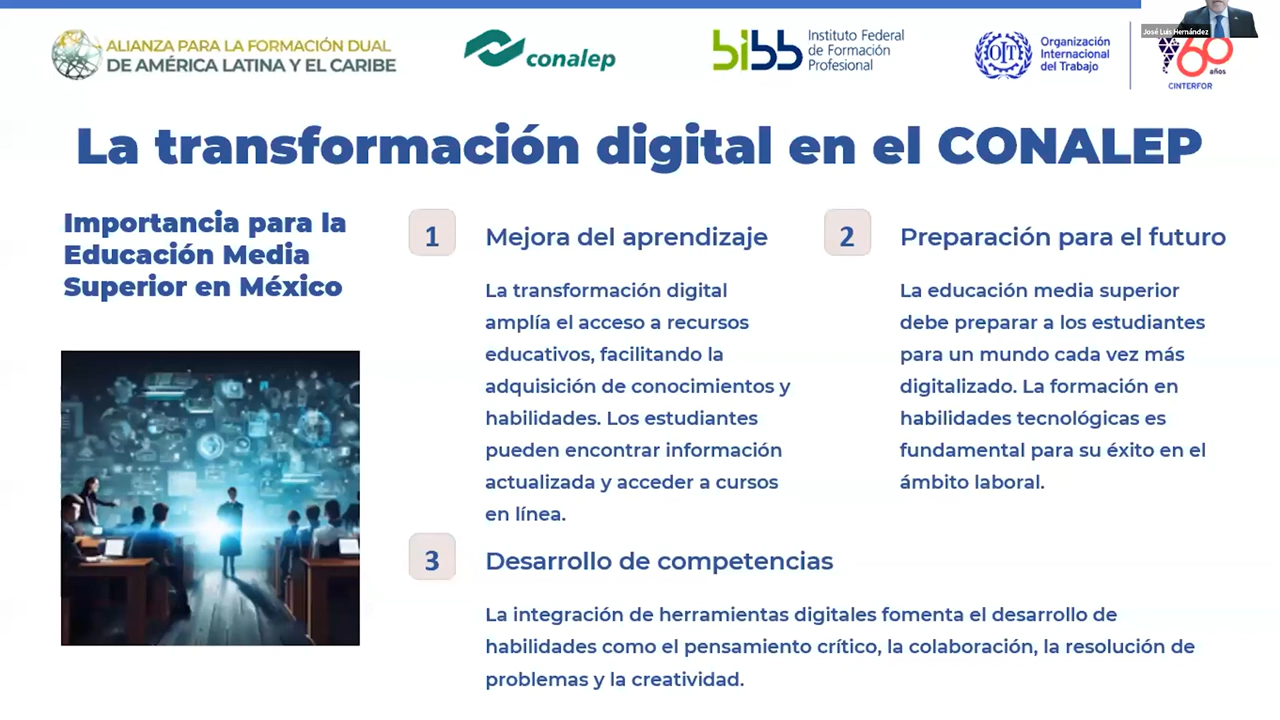 ALIANZA PARA LA FORMACIÓN DUAL
DE AMÉRICA LATINA Y EL CARIBE
conalep
bibb
Instituto Federal
de Formación
Profesional
OIT
Organización
Internacional
del Trabajo
José Luis Hernández
60
años
CINTERFOR
La transformación digital en el CONALEP
Importancia para la
Educación Media
Superior en México
1
Mejora del aprendizaje
La transformación digital
amplía el acceso a recursos
educativos, facilitando la
adquisición de conocimientos y
habilidades. Los estudiantes
pueden encontrar información
actualizada y acceder a cursos
en línea.
2
Preparación para el futuro
La educación media superior
debe preparar a los estudiantes
para un mundo cada vez más
digitalizado. La formación en
habilidades tecnológicas es
fundamental para su éxito en el
ámbito laboral.
3
Desarrollo de competencias
La integración de herramientas digitales fomenta el desarrollo de
habilidades como el pensamiento crítico, la colaboración, la resolución de
problemas y la creatividad.